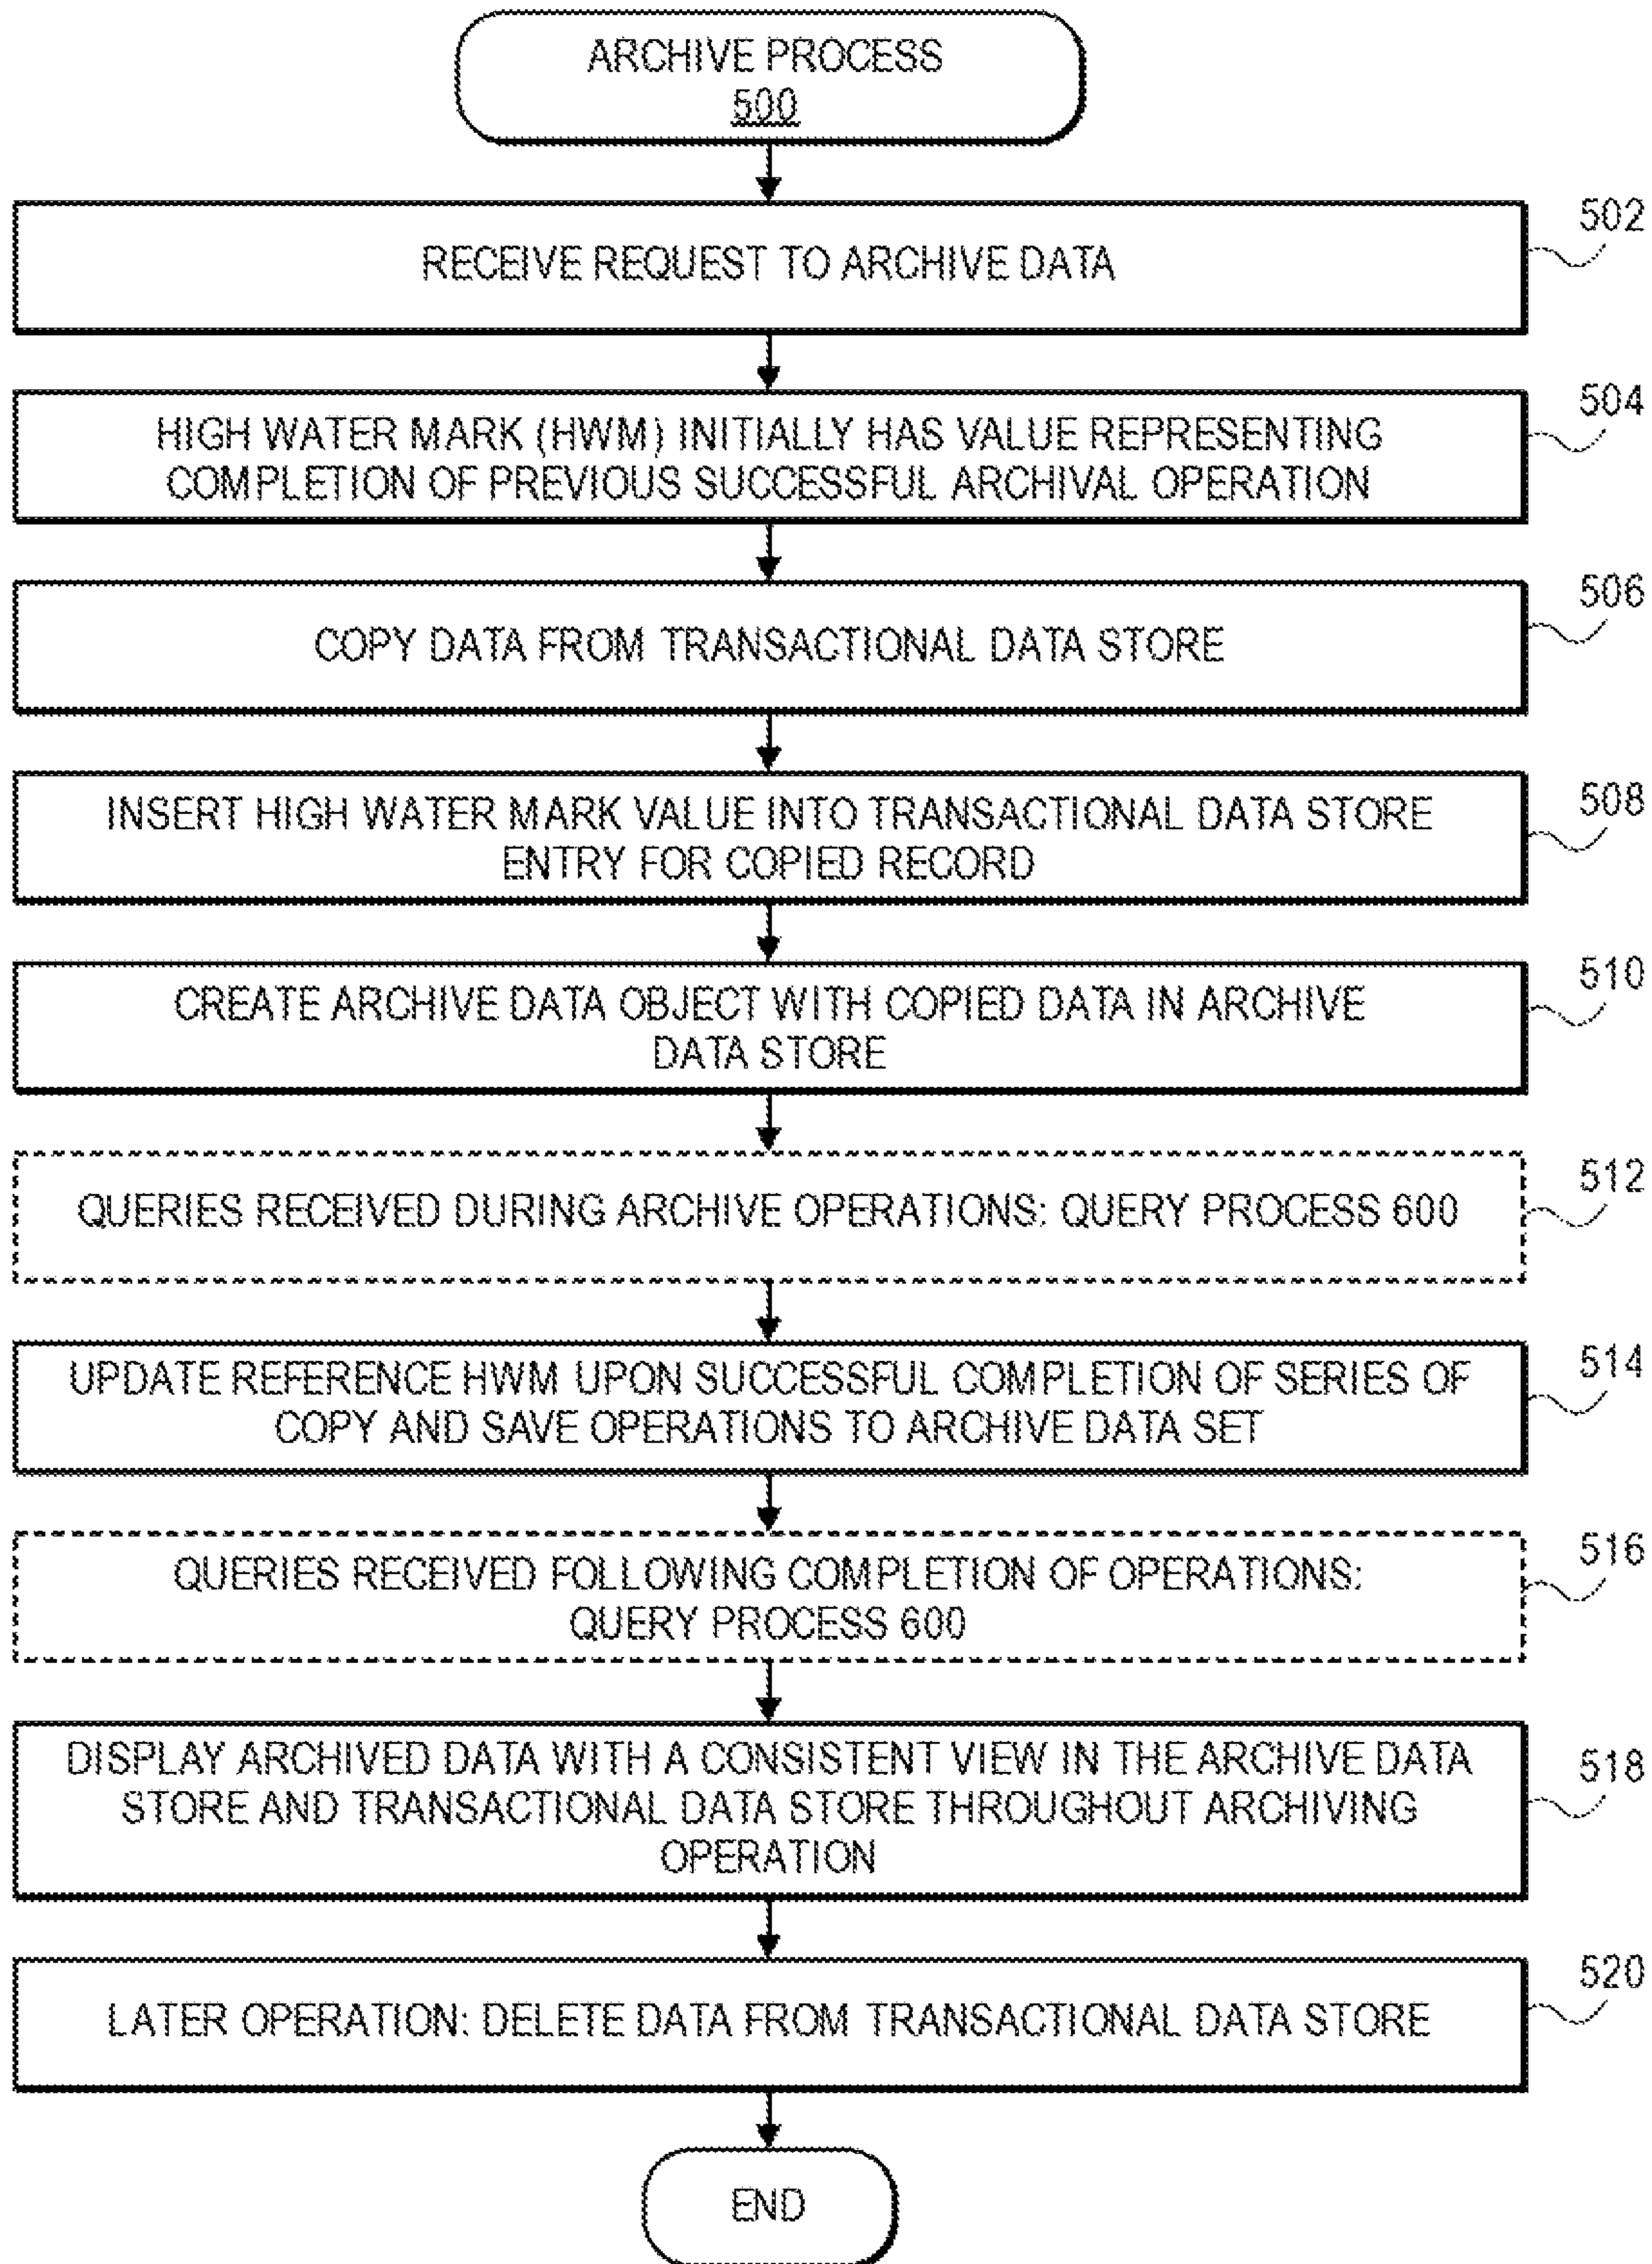 ARCHIVE PROCESS
500
502
RECEIVE REQUEST TO ARCHIVE DATA
504
HIGH WATER MARK (HWM) INITIALLY HAS VALUE REPRESENTING
COMPLETION OF PREVIOUS SUCCESSFUL ARCHIVAL OPERATION
506
COPY DATA FROM TRANSACTIONAL DATA STORE
508
INSERT HIGH WATER MARK VALUE INTO TRANSACTIONAL DATA STORE
ENTRY FOR COPIED RECORD
510
CREATE ARCHIVE DATA OBJECT WITH COPIED DATA IN ARCHIVE
DATA STORE
512
QUERIES RECEIVED DURING ARCHIVE OPERATIONS: QUERY PROCESS 600
514
UPDATE REFERENCE HWM UPON SUCCESSFUL COMPLETION OF SERIES OF
COPY AND SAVE OPERATIONS TO ARCHIVE DATA SET
516
QUERIES RECEIVED FOLLOWING COMPLETION OF OPERATIONS:
QUERY PROCESS 600
518
DISPLAY ARCHIVED DATA WITH A CONSISTENT VIEW IN THE ARCHIVE DATA
STORE AND TRANSACTIONAL DATA STORE THROUGHOUT ARCHIVING
OPERATION
520
LATER OPERATION: DELETE DATA FROM TRANSACTIONAL DATA STORE
END